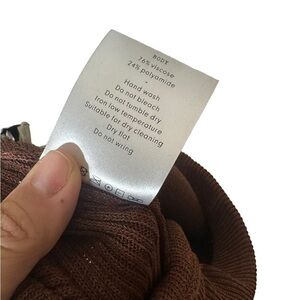 BODY
76% viscose
24% polyamide
-
Hand wash
Do not bleach
Do not tumble dry
Iron low temperature
Suitable for dry cleaning
Dry flat
Do not wring